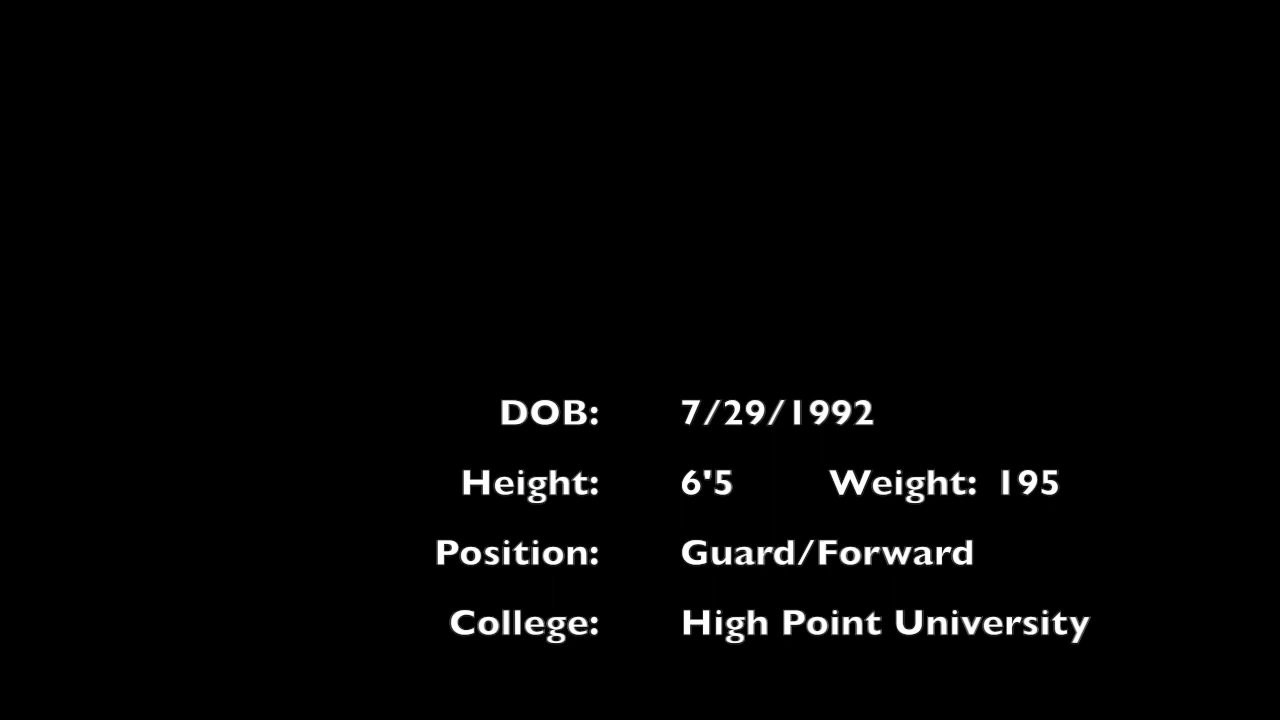 DOB: 7/29/1992
Height: 6'5 Weight: 195
Position: Guard/Forward
College: High Point University